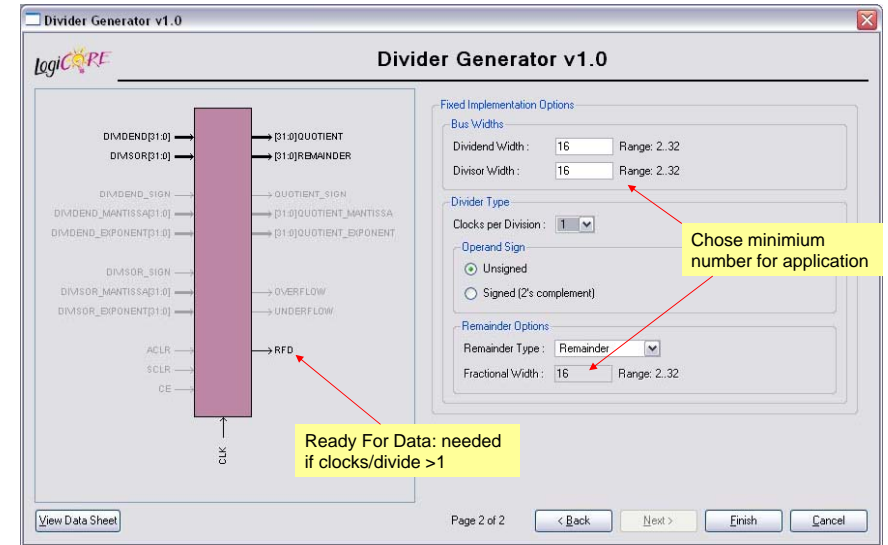 Divider Generator v1.0
LogiCORE
Divider Generator v1.0
DIVIDEND[31:0]
[31:0]QUOTIENT
DIVISOR[31:0]
[31:0]REMAINDER
DIVIDEND_SIGN
QUOTIENT_SIGN
DIVIDEND_MANTISSA[31:0]
[31:0]QUOTIENT_MANTISSA
DIVIDEND_EXPONENT[31:0]
[31:0]QUOTIENT_EXPONENT
DIVISOR_SIGN
DIVISOR_MANTISSA[31:0]
OVERFLOW
DIVISOR_EXPONENT[31:0]
UNDERFLOW
ACLR
RFD
SCLR
CE
CLK
Ready For Data: needed
if clocks/divide >1
Fixed Implementation Options
Bus Widths
Dividend Width : 16 Range: 2..32
Divisor Width : 16 Range: 2..32
Divider Type
Clocks per Division : 1
Operand Sign
Unsigned
Signed (2's complement)
Chose minimium
number for application
Remainder Options
Remainder Type : Remainder
Fractional Width : 16 Range: 2..32
View Data Sheet
Page 2 of 2
< Back
Next >
Finish
Cancel